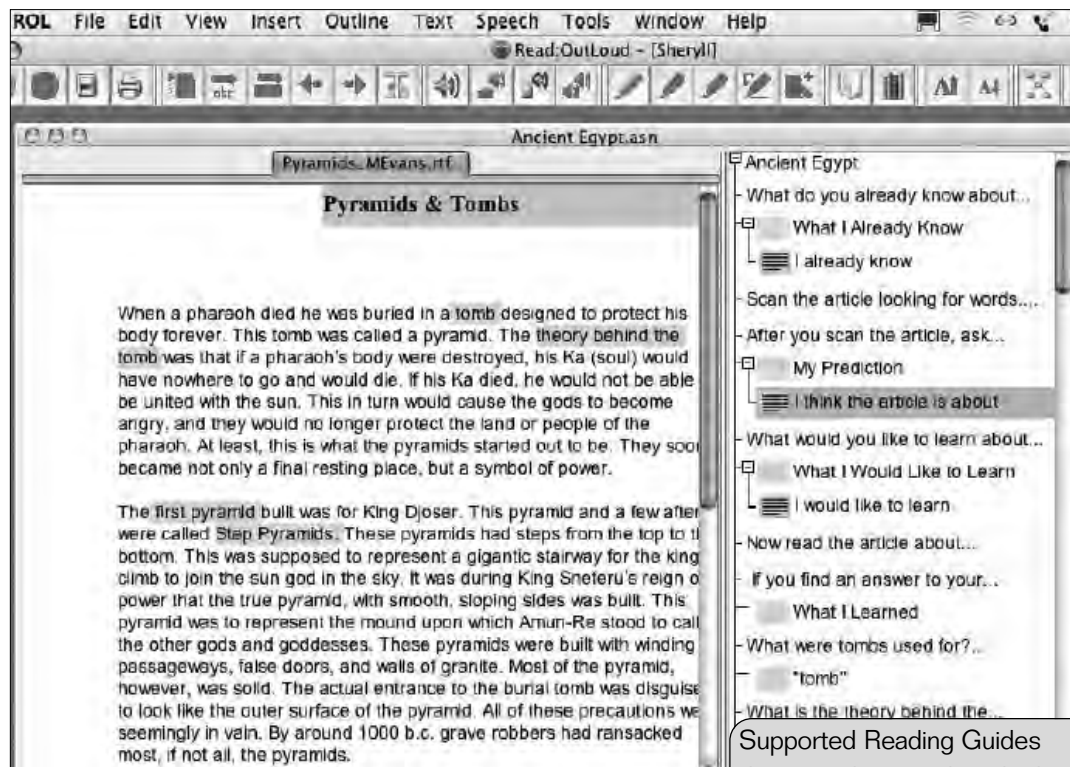 ROL File Edit View Insert Outline Text Speech Tools Window Help
Read:OutLoud - [Sheryll]
Ancient Egypt.asn
Pyramids_MEvans.rtf
Pyramids & Tombs
When a pharaoh died he was buried in a tomb designed to protect his
body forever. This tomb was called a pyramid. The theory behind the
tomb was that if a pharaoh's body were destroyed, his Ka (soul) would
have nowhere to go and would die. If his Ka died, he would not be able
be united with the sun. This in turn would cause the gods to become
angry, and they would no longer protect the land or people of the
pharaoh. At least, this is what the pyramids started out to be. They soon
became not only a final resting place, but a symbol of power.
The first pyramid built was for King Djoser. This pyramid and a few after
were called Step Pyramids. These pyramids had steps from the top to t
bottom. This was supposed to represent a gigantic stairway for the king
climb to join the sun god in the sky. It was during King Sneferu's reign o
power that the true pyramid, with smooth, sloping sides was built. This
pyramid was to represent the mound upon which Amun-Re stood to call
the other gods and goddesses. These pyramids were built with winding
passageways, false doors, and walls of granite. Most of the pyramid,
however, was solid. The actual entrance to the burial tomb was disguise
to look like the outer surface of the pyramid. All of these precautions we
seemingly in vain. By around 1000 b.c. grave robbers had ransacked
most, if not all, the pyramids.
Ancient Egypt
What do you already know about...
What I Already Know
I already know
Scan the article looking for words....
After you scan the article, ask...
My Prediction
I think the article is about
What would you like to learn about...
What I Would Like to Learn
I would like to learn
Now read the article about...
If you find an answer to your...
What I Learned
What were tombs used for?...
"tomb"
What is the theory behind the...
Supported Reading Guides